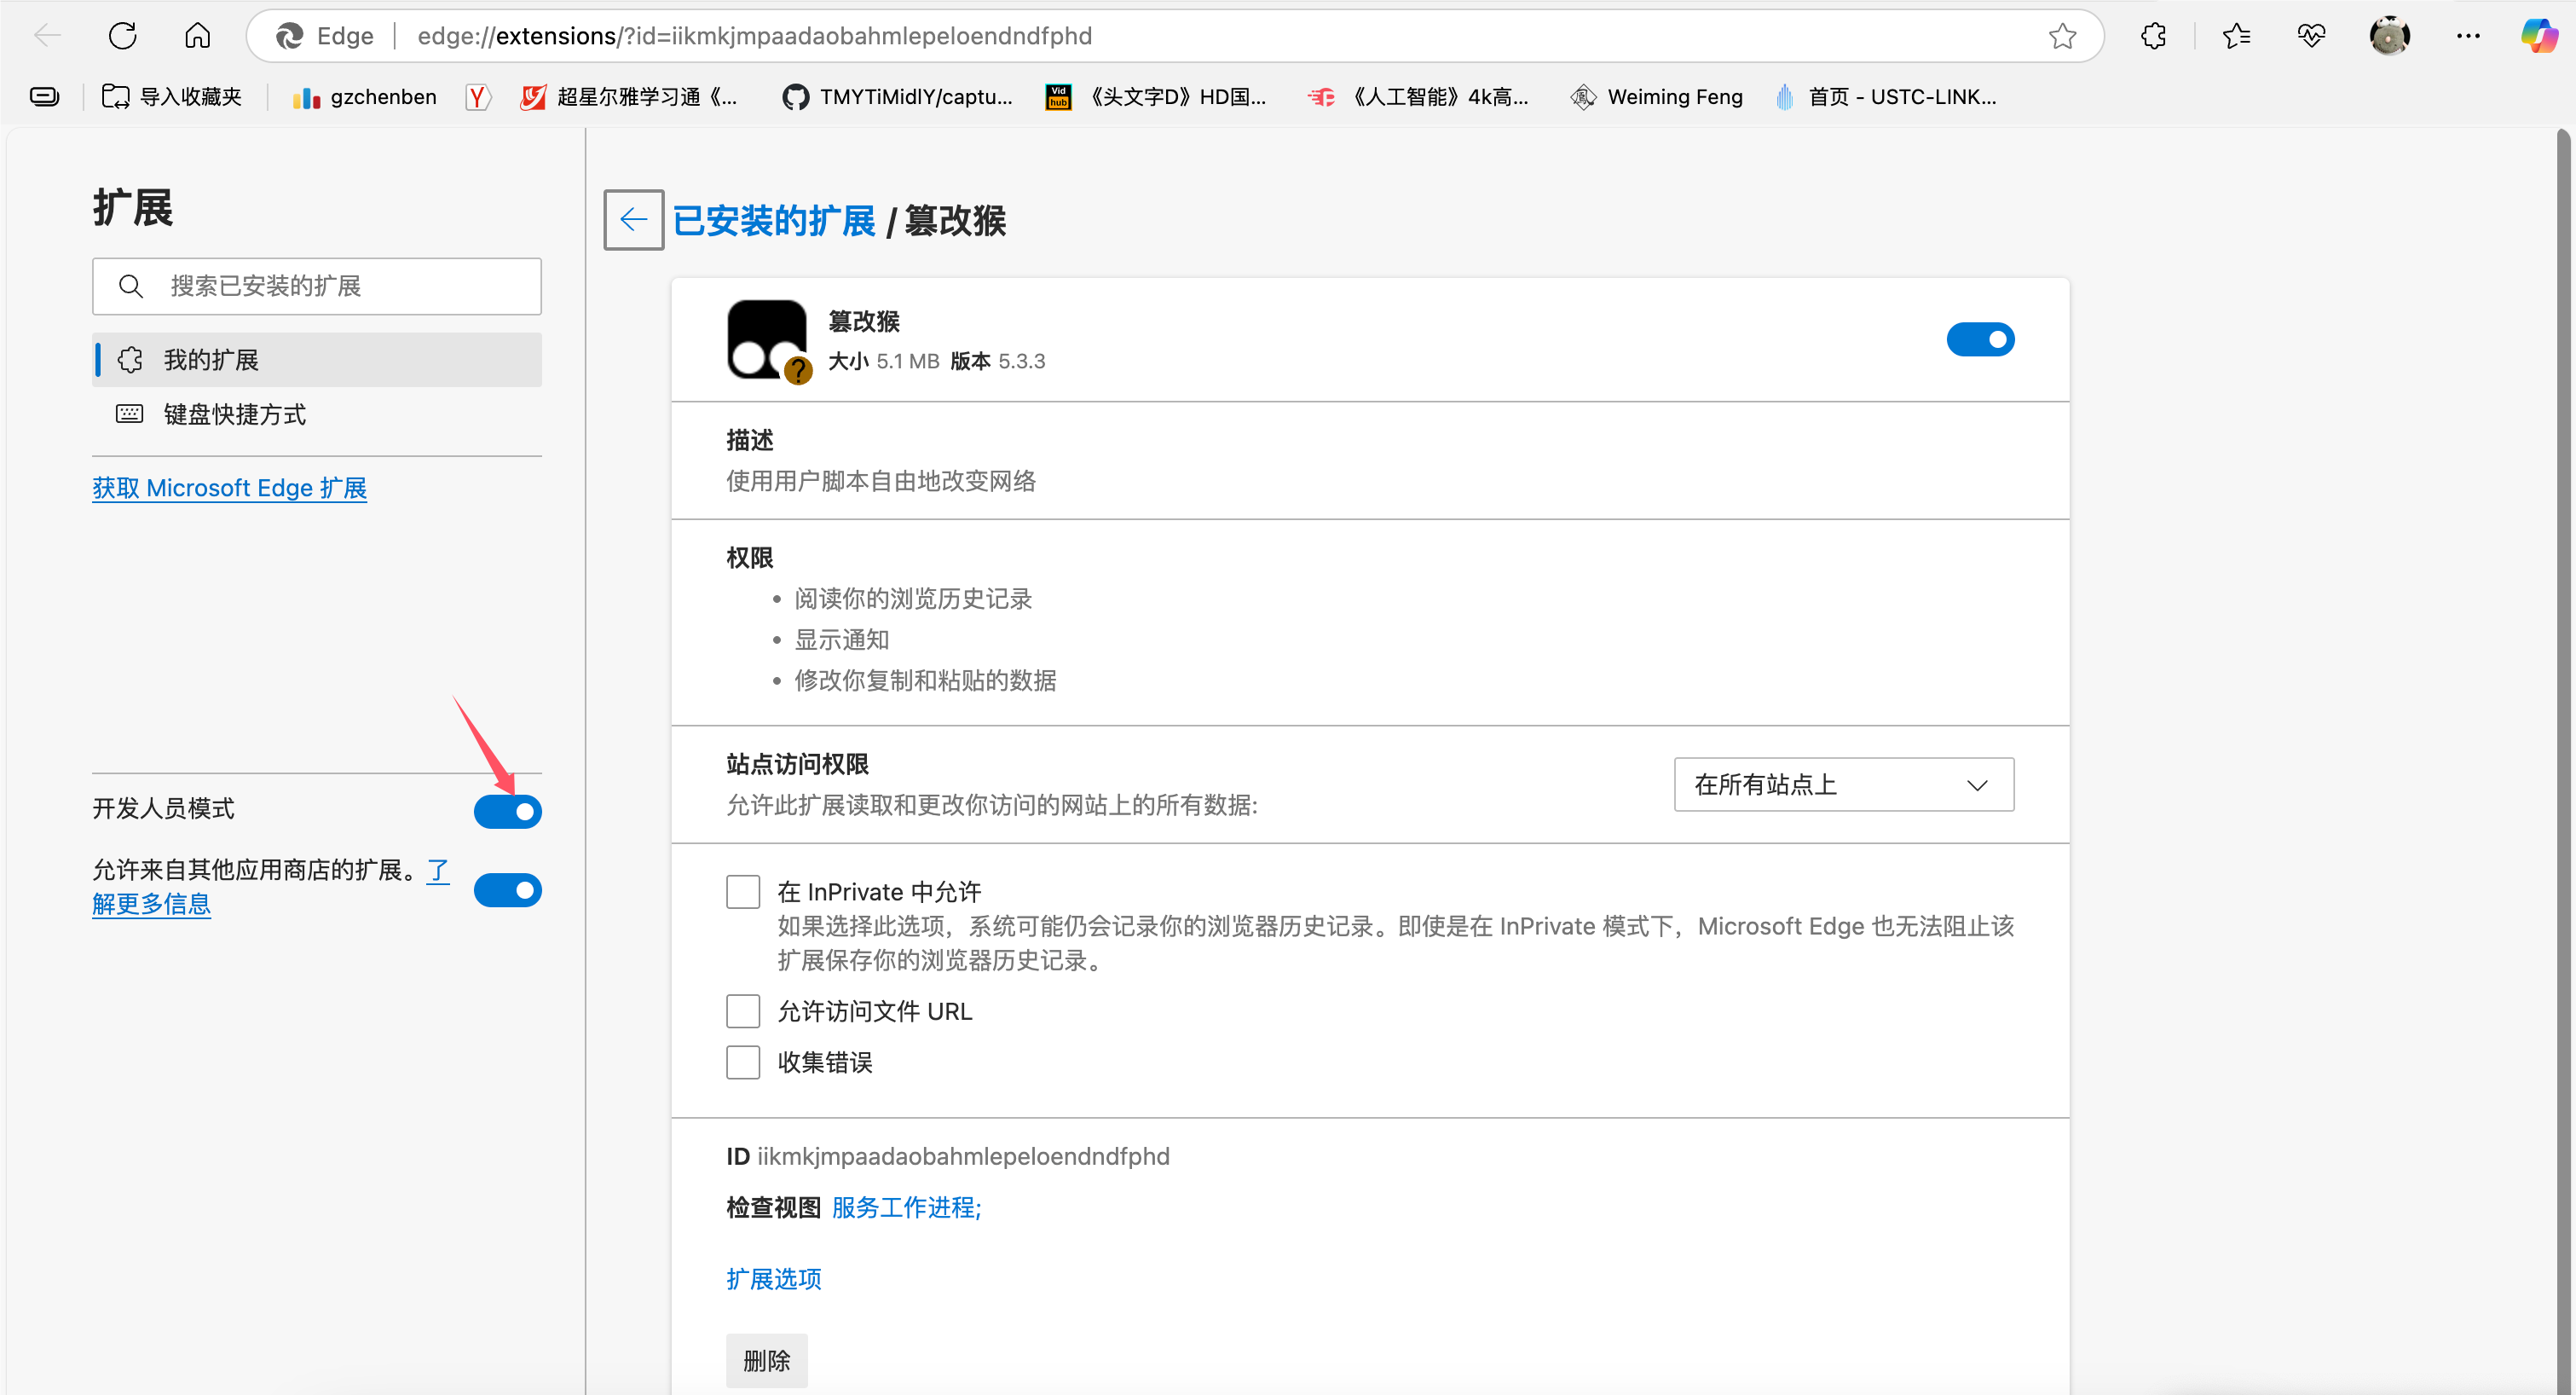 Edge
edge://extensions/?id=iikmkjmpaadaobahmlepeloendndfphd
导入收藏夹
gzchenben
超星尔雅学习通《...
TMYTiMidlY/captu...
Vid hub
《头文字D》HD国...
《人工智能》4k高...
Weiming Feng
首页 - USTC-LINK...
扩展
搜索已安装的扩展
我的扩展
键盘快捷方式
获取 Microsoft Edge 扩展
开发人员模式
允许来自其他应用商店的扩展。了
解更多信息
已安装的扩展 / 篡改猴
篡改猴
大小 5.1 MB 版本 5.3.3
描述
使用用户脚本自由地改变网络
权限
• 阅读你的浏览历史记录
• 显示通知
• 修改你复制和粘贴的数据
站点访问权限
允许此扩展读取和更改你访问的网站上的所有数据:
在所有站点上
在 InPrivate 中允许
如果选择此选项，系统可能仍会记录你的浏览器历史记录。即使是在 InPrivate 模式下，Microsoft Edge 也无法阻止该
扩展保存你的浏览器历史记录。
允许访问文件 URL
收集错误
ID iikmkjmpaadaobahmlepeloendndfphd
检查视图 服务工作进程;
扩展选项
删除